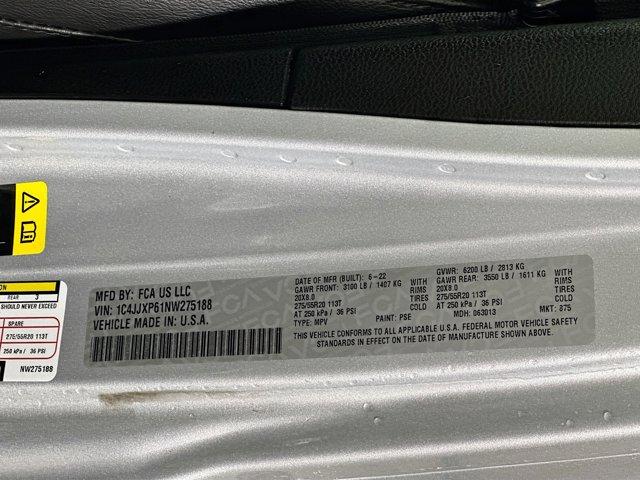 MFD BY: FCA US LLC
VIN: 1C4JJXP61NW275188
VEHICLE MADE IN: U.S.A.
DATE OF MFR (BUILT): 6-22
GAWR FRONT: 3100 LB / 1407 KG WITH
20X8.0 RIMS
275/55R20 113T TIRES
AT 250 kPa / 36 PSI COLD
TYPE: MPV PAINT: PSE
GVWR: 6200 LB / 2813 KG
GAWR REAR: 3550 LB / 1611 KG WITH
20X8.0 RIMS
275/55R20 113T TIRES
AT 250 kPa / 36 PSI COLD
MDH: 063013 MKT: 875
THIS VEHICLE CONFORMS TO ALL APPLICABLE U.S.A. FEDERAL MOTOR VEHICLE SAFETY
STANDARDS IN EFFECT ON THE DATE OF MANUFACTURE SHOWN ABOVE.
ON
REAR 3
SHOULD EXCEED
SPARE
275/55R20 113T
250 kPa / 36 PSI
NW275188